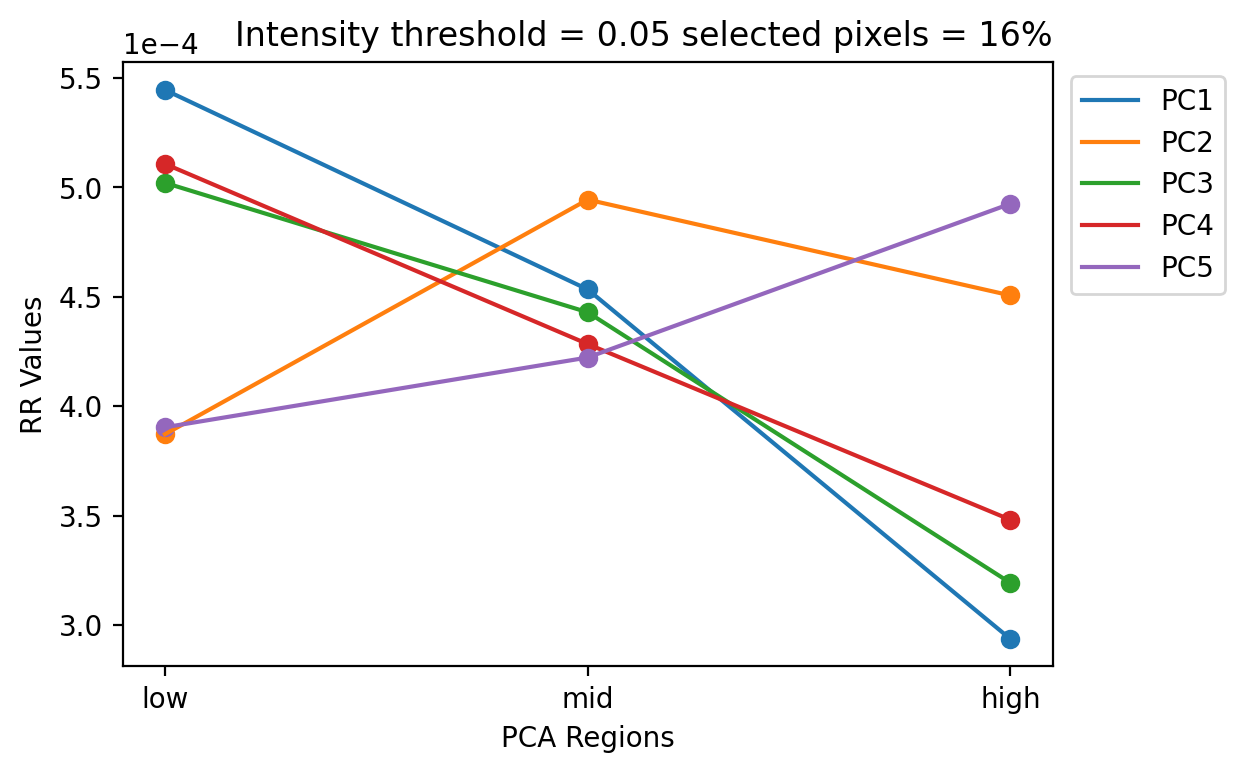 Intensity threshold = 0.05 selected pixels = 16%
1e−4
5.5
5.0
4.5
4.0
3.5
3.0
RR Values
low
mid
high
PCA Regions
PC1
PC2
PC3
PC4
PC5